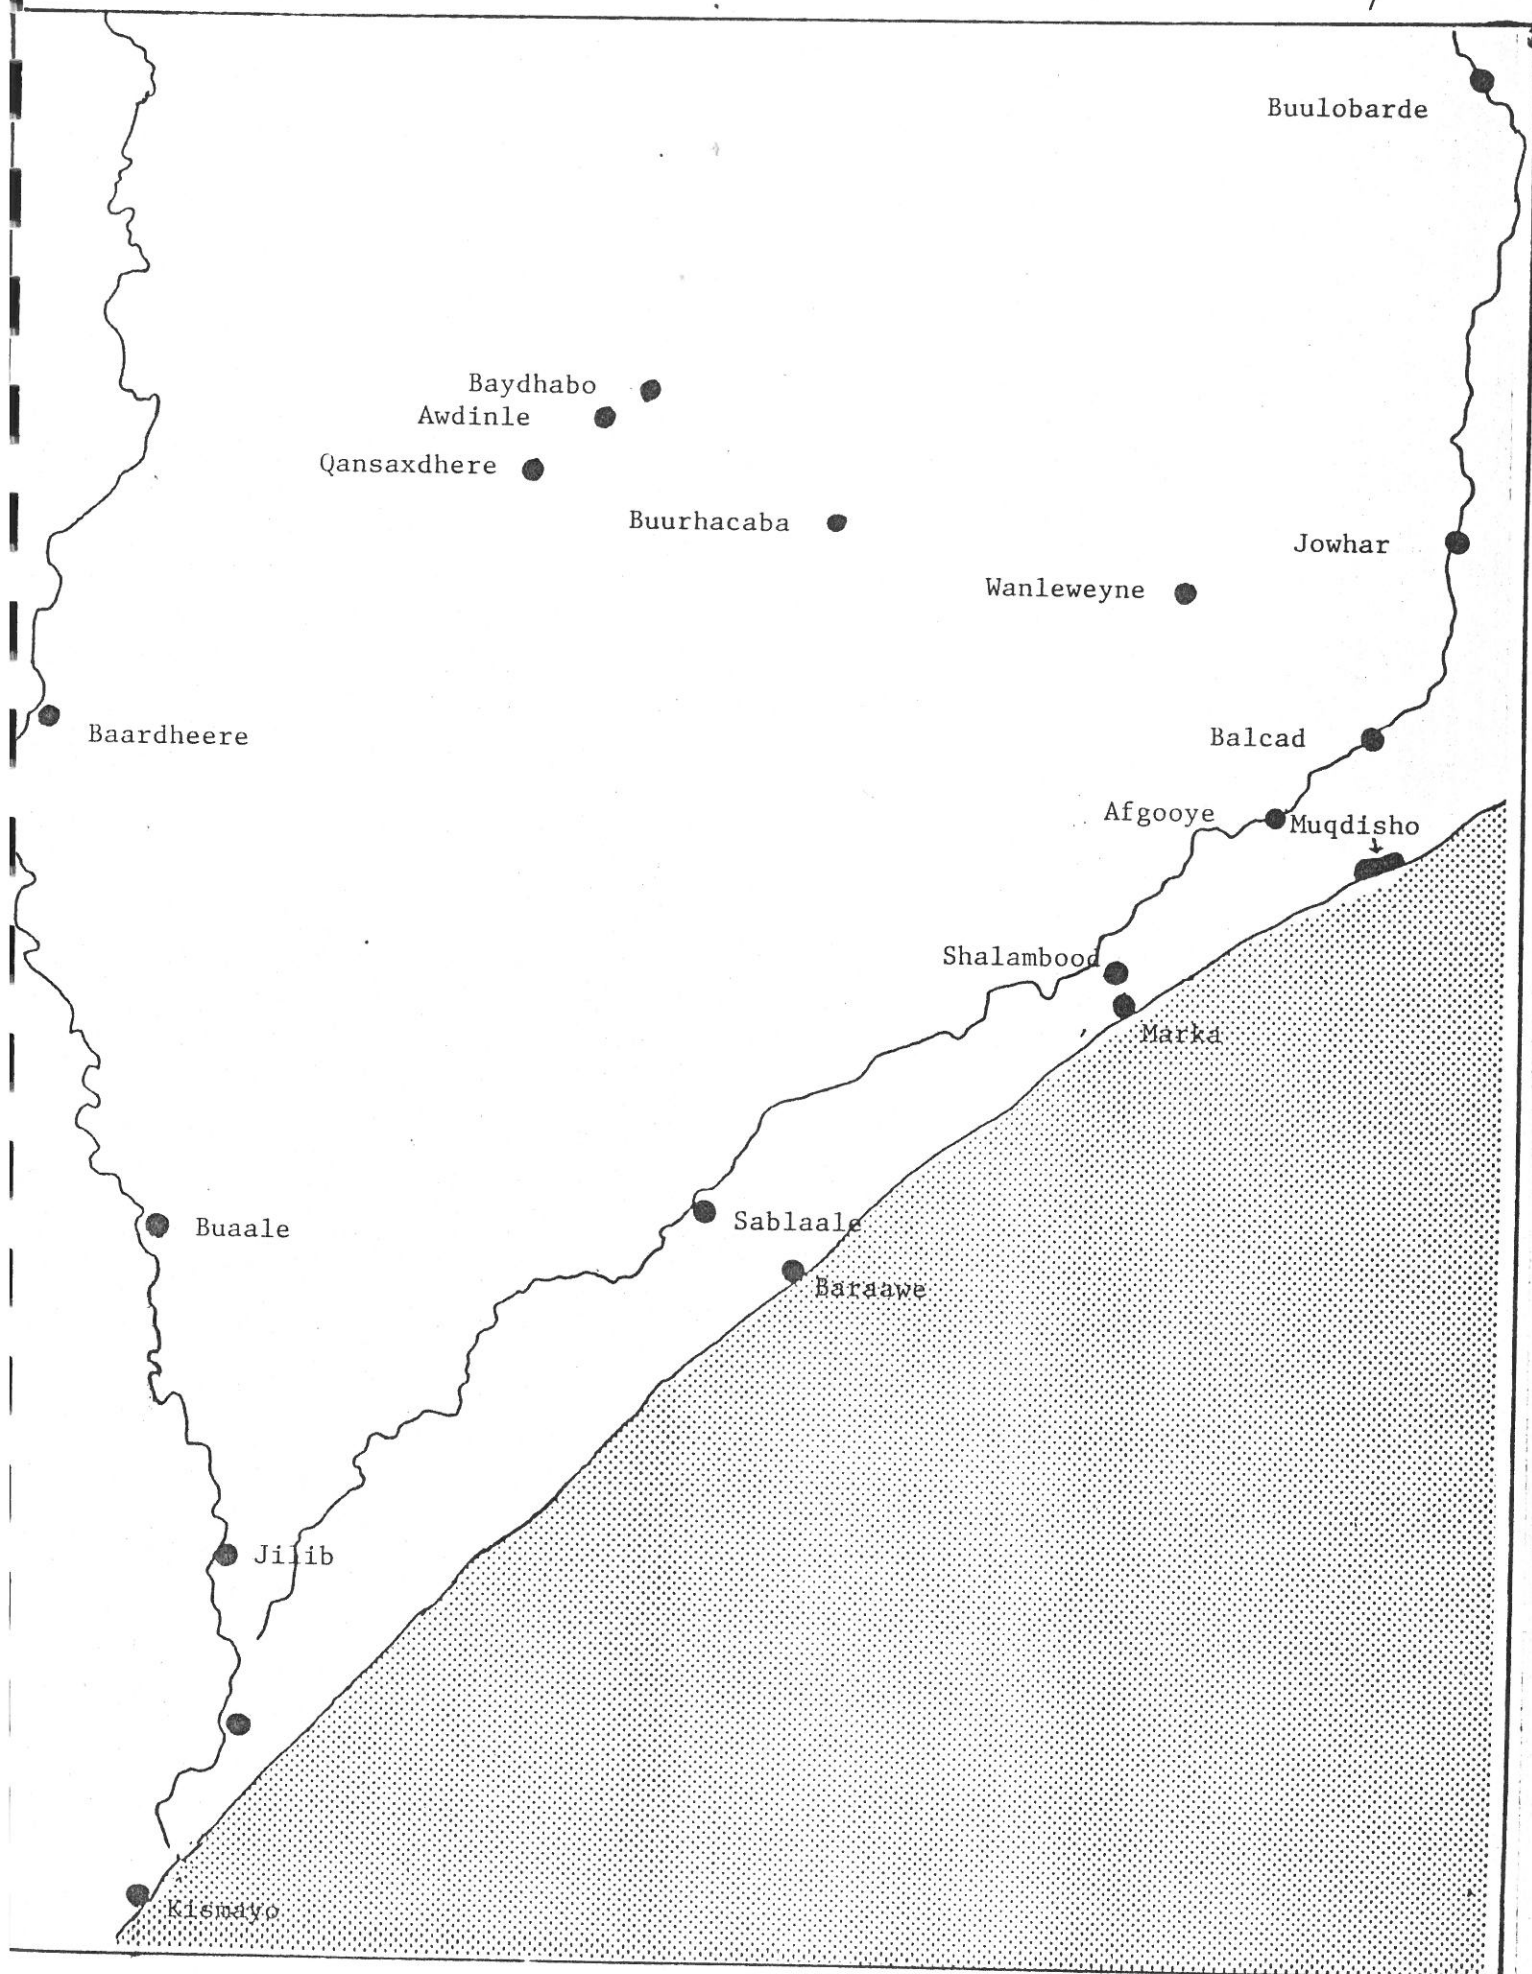 Buulobarde
Baydhabo
Awdinle
Qansaxdhere
Buurhacaba
Jowhar
Wanleweyne
Baardheere
Balcad
Afgooye
Muqdisho
Shalambood
Marka
Buaale
Sablaale
Baraawe
Jilib
Kismayo